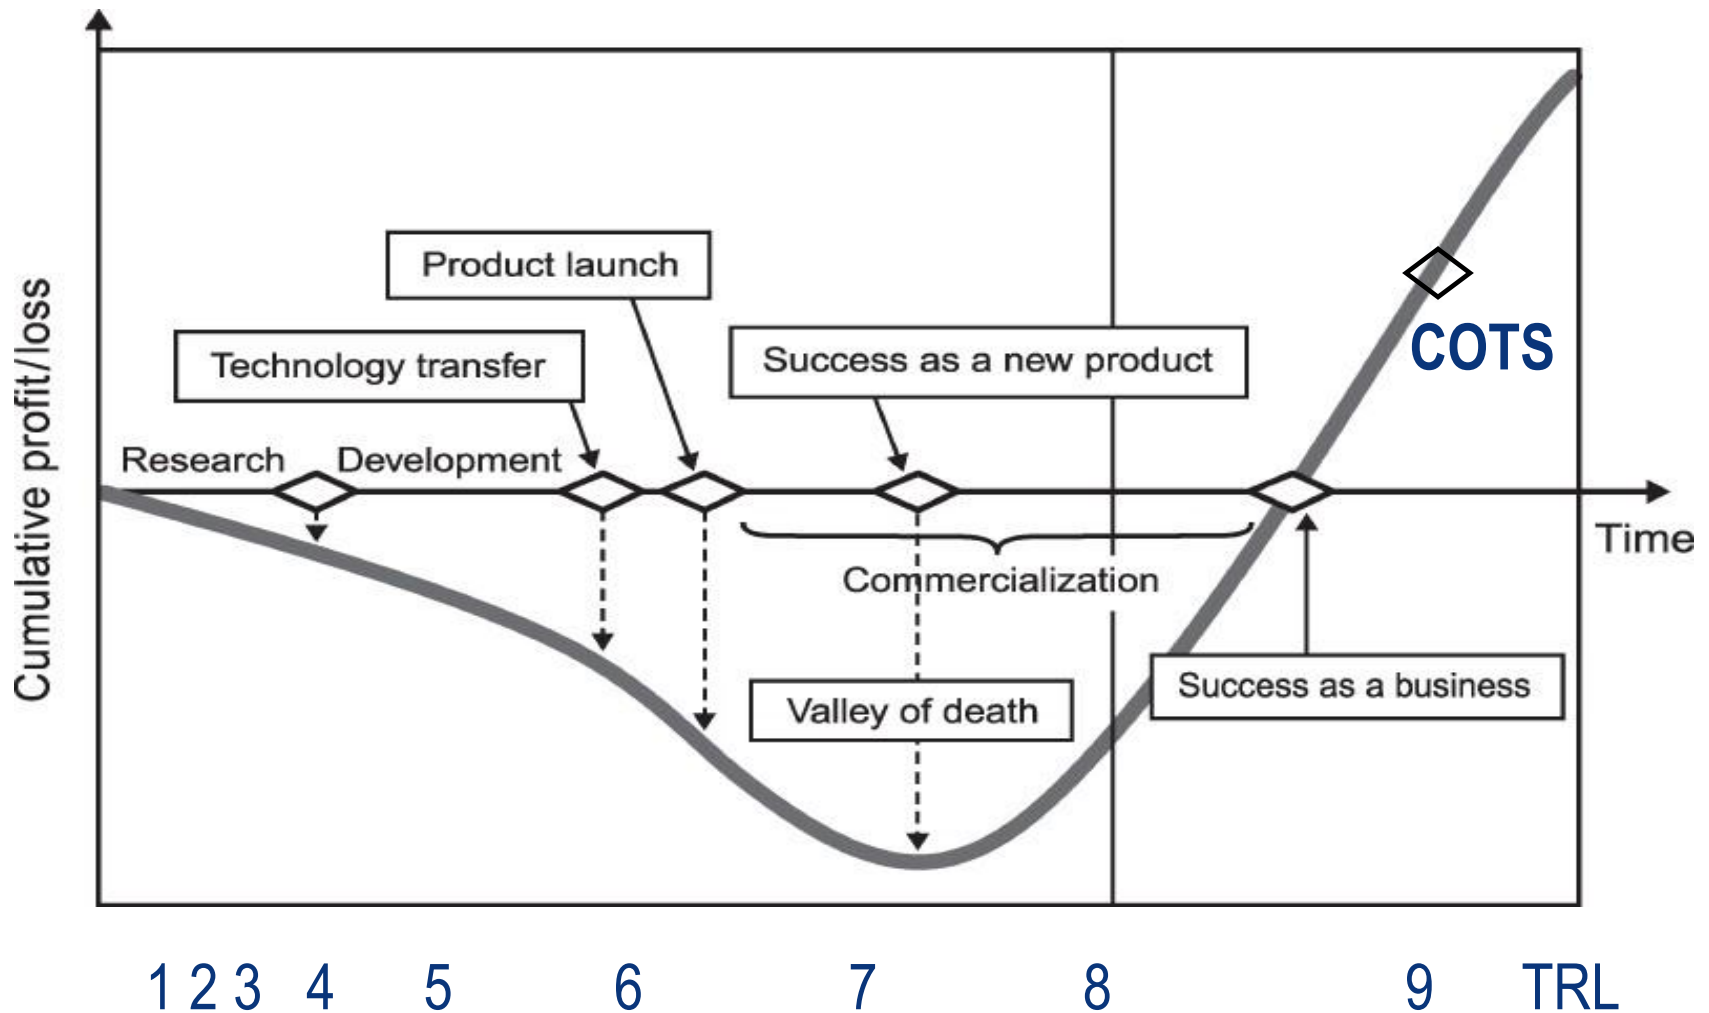 Product launch
Technology transfer
Success as a new product
COTS
Research
Development
Time
Commercialization
Cumulative profit/loss
Valley of death
Success as a business
1 2 3 4 5 6 7 8 9 TRL